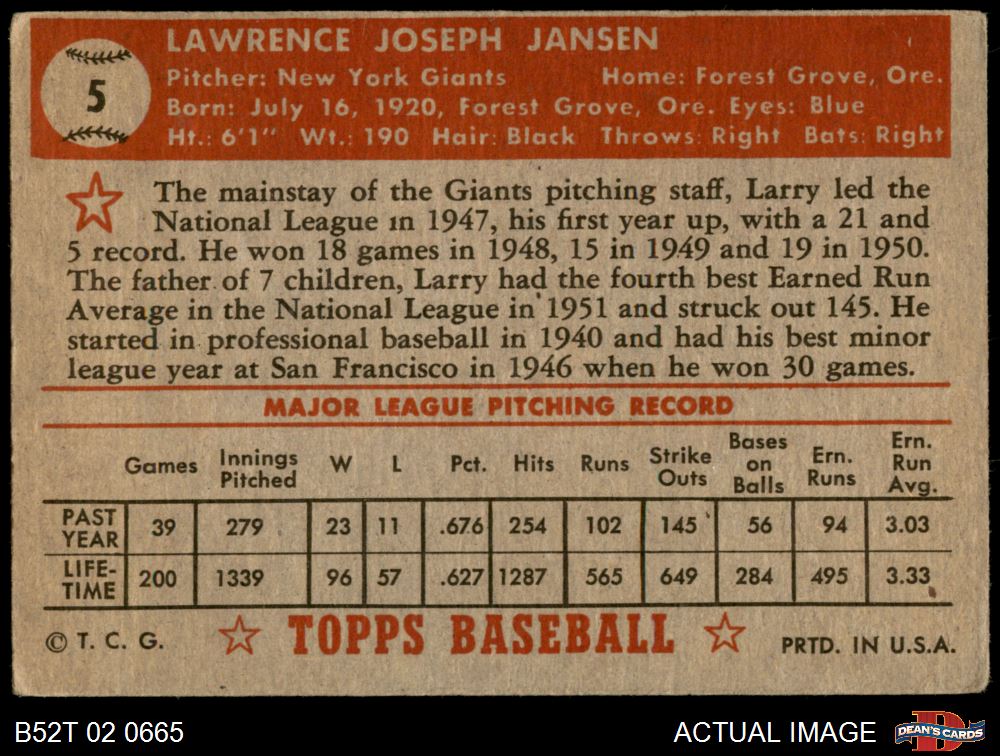 5
LAWRENCE JOSEPH JANSEN
Pitcher: New York Giants Home: Forest Grove, Ore.
Born: July 16, 1920, Forest Grove, Ore. Eyes: Blue
Ht.: 6'1" Wt.: 190 Hair: Black Throws: Right Bats: Right
The mainstay of the Giants pitching staff, Larry led the
National League in 1947, his first year up, with a 21 and
5 record. He won 18 games in 1948, 15 in 1949 and 19 in 1950.
The father of 7 children, Larry had the fourth best Earned Run
Average in the National League in 1951 and struck out 145. He
started in professional baseball in 1940 and had his best minor
league year at San Francisco in 1946 when he won 30 games.
MAJOR LEAGUE PITCHING RECORD
Games Innings Pitched W L Pct. Hits Runs Strike Outs Bases on Balls Ern. Runs Ern. Run Avg.
PAST YEAR 39 279 23 11 .676 254 102 145 56 94 3.03
LIFE-TIME 200 1339 96 57 .627 1287 565 649 284 495 3.33
© T. C. G. TOPPS BASEBALL PRTD. IN U.S.A.
B52T 02 0665 ACTUAL IMAGE DEAN'S CARDS